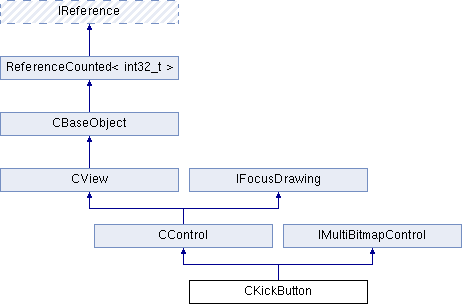 IReference
ReferenceCounted< int32_t >
CBaseObject
CView
IFocusDrawing
CControl
IMultiBitmapControl
CKickButton